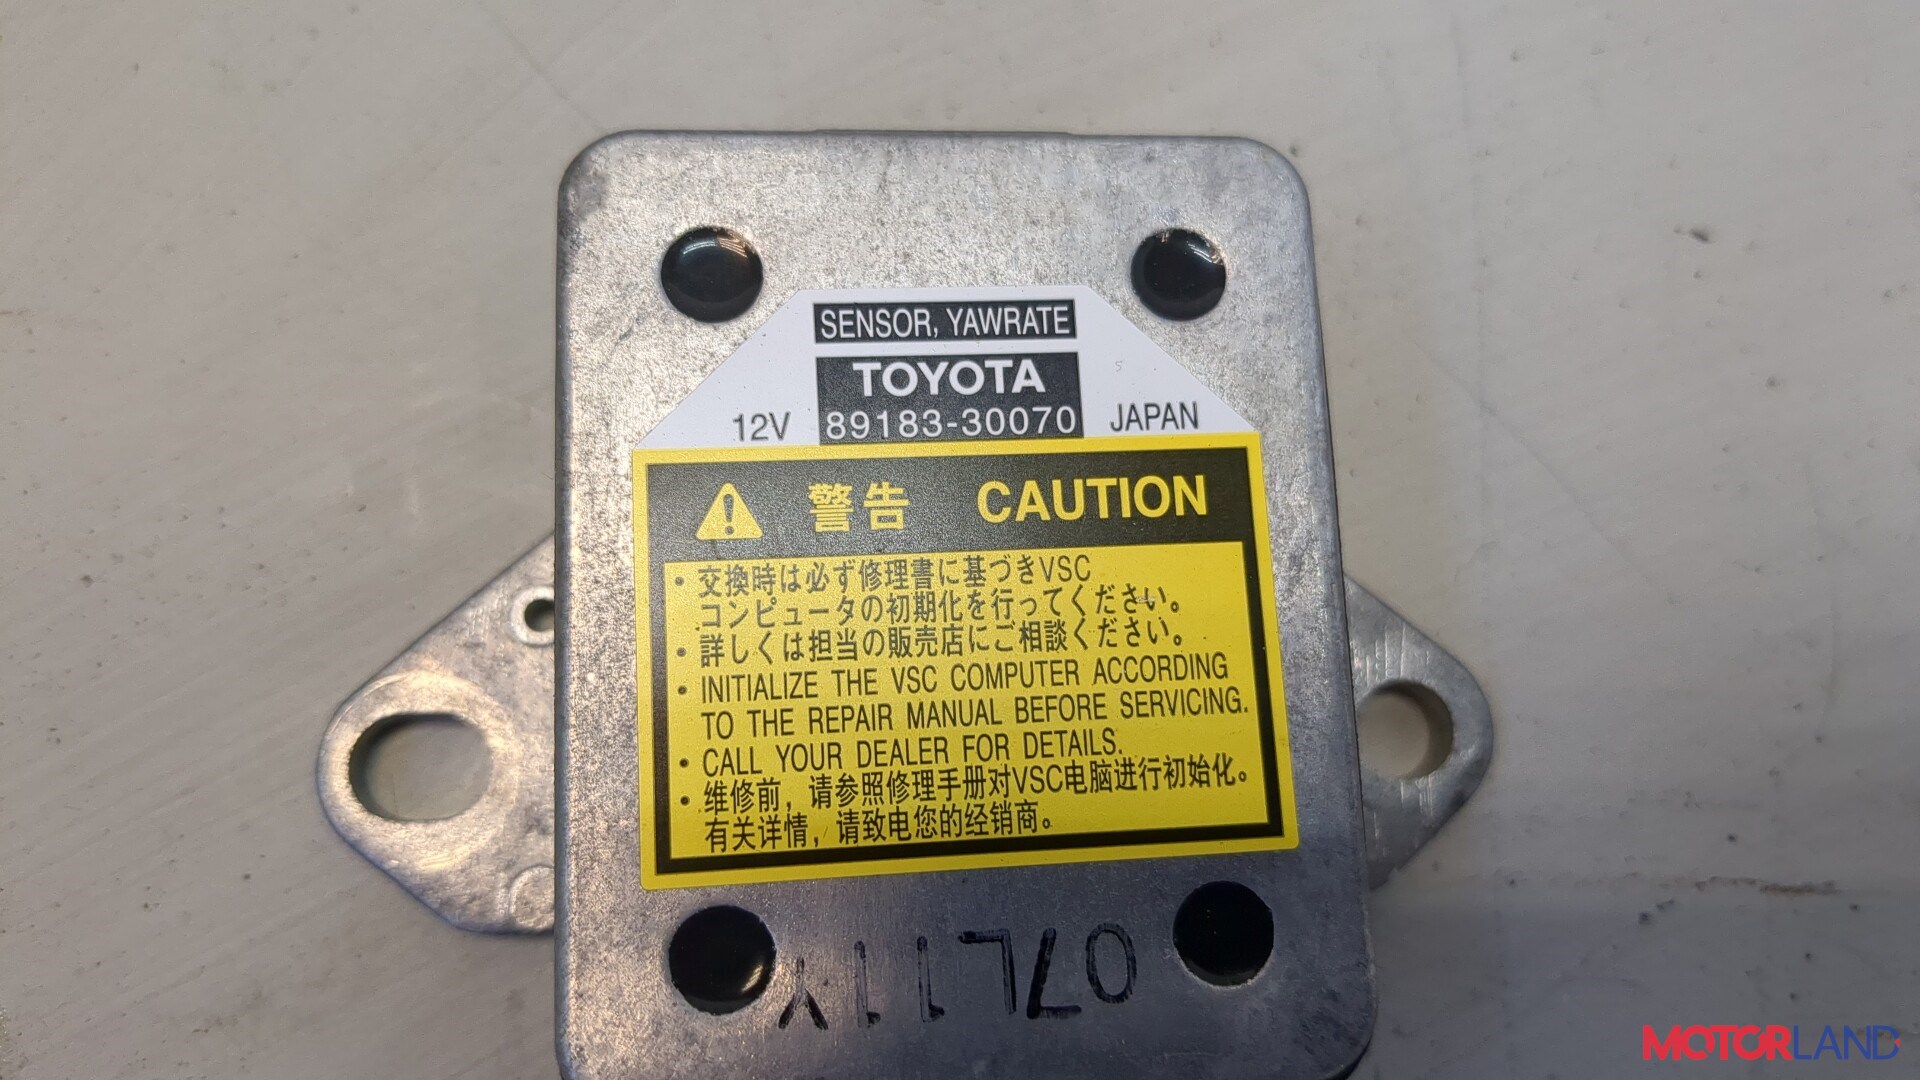 SENSOR, YAWRATE
TOYOTA
12V 89183-30070 JAPAN
警告 CAUTION
・交換時は必ず修理書に基づきVSC
コンピュータの初期化を行ってください。
・詳しくは担当の販売店にご相談ください。
・INITIALIZE THE VSC COMPUTER ACCORDING
TO THE REPAIR MANUAL BEFORE SERVICING.
・CALL YOUR DEALER FOR DETAILS.
・维修前，请参照修理手册对VSC电脑进行初始化。
有关详情，请致电您的经销商。
07L11Y
MOTORLAND